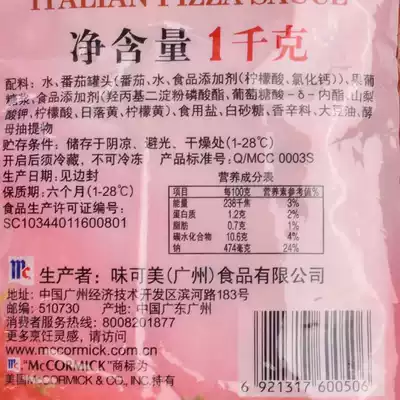 ITALIAN PIZZA SAUCE
净含量 1千克
配料: 水、番茄罐头(番茄、水、食品添加剂(柠檬酸、氯化钙))、果葡
糖浆、食品添加剂(羟丙基二淀粉磷酸酯、葡萄糖酸-δ-内酯、山梨
酸钾、柠檬酸、日落黄、柠檬黄)、食用盐、白砂糖、香辛料、大豆油、酵
母抽提物
贮存条件: 储存于阴凉、避光、干燥处(1-28℃)
开启后须冷藏、不可冷冻 产品标准号: Q/MCC 0003S
生产日期: 见边封
保质期: 六个月(1-28℃)
食品生产许可证编号:
SC10344011600801
营养成分表
项目 每100克 营养素参考值%
能量 238千焦 3%
蛋白质 1.2克 2%
脂肪 0.7克 1%
碳水化合物 10.6克 4%
钠 474毫克 24%
生产者: 味可美(广州)食品有限公司
地址: 中国广州经济技术开发区滨河路183号
邮编: 510730 产地: 中国广东广州
消费者服务热线: 8008201877
更多烹饪灵感,请访问
www.mccormick.com.cn
"McCORMICK"商标为
美国McCORMICK & CO., INC.持有
6 921317 600506